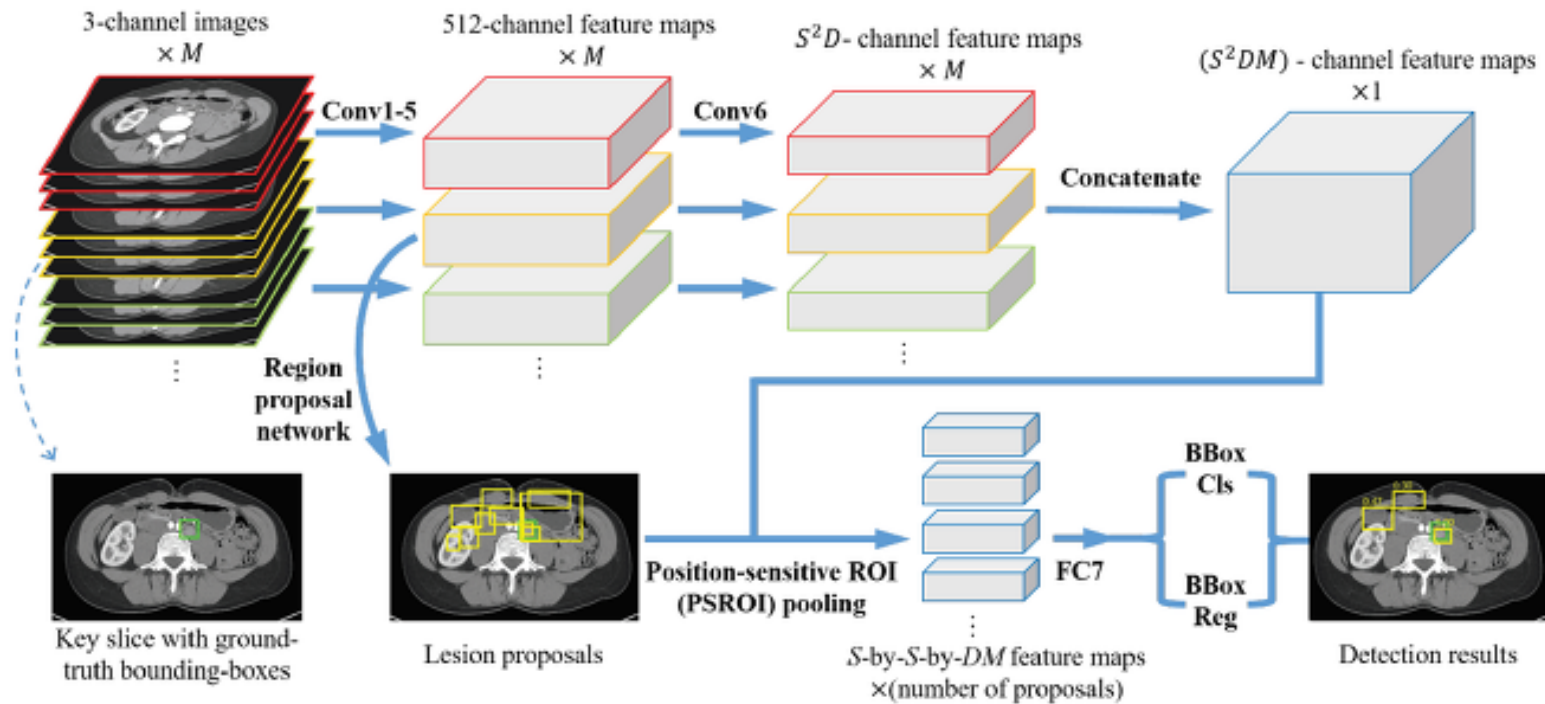 3-channel images
× M
512-channel feature maps
× M
S²D- channel feature maps
× M
(S²DM) - channel feature maps
×1
Conv1-5
Conv6
Concatenate
⋮
⋮
⋮
Region
proposal
network
BBox
Cls
Position-sensitive ROI
(PSROI) pooling
FC7
BBox
Reg
Key slice with ground-
truth bounding-boxes
Lesion proposals
⋮
S-by-S-by-DM feature maps
×(number of proposals)
Detection results